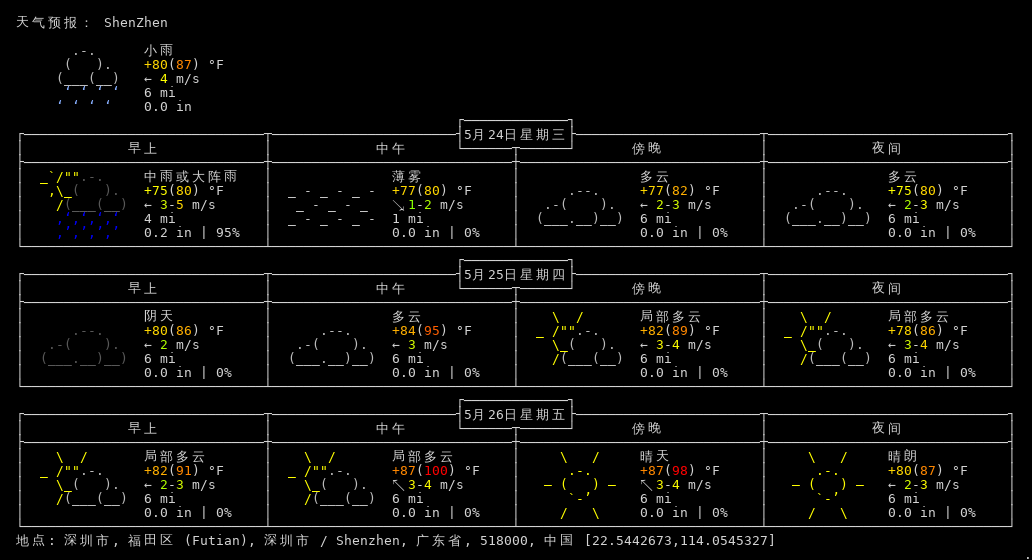 天气预报： ShenZhen
小雨
+80(87) °F
← 4 m/s
6 mi
0.0 in
5月24日星期三
早上 中午 傍晚 夜间
中雨或大阵雨 薄雾 多云 多云
+75(80) °F +77(80) °F +77(82) °F +75(80) °F
← 3-5 m/s ↘ 1-2 m/s ← 2-3 m/s ← 2-3 m/s
4 mi 1 mi 6 mi 6 mi
0.2 in | 95% 0.0 in | 0% 0.0 in | 0% 0.0 in | 0%
5月25日星期四
早上 中午 傍晚 夜间
阴天 多云 局部多云 局部多云
+80(86) °F +84(95) °F +82(89) °F +78(86) °F
← 2 m/s ← 3 m/s ← 3-4 m/s ← 3-4 m/s
6 mi 6 mi 6 mi 6 mi
0.0 in | 0% 0.0 in | 0% 0.0 in | 0% 0.0 in | 0%
5月26日星期五
早上 中午 傍晚 夜间
局部多云 局部多云 晴天 晴朗
+82(91) °F +87(100) °F +87(98) °F +80(87) °F
← 2-3 m/s ↖ 3-4 m/s ↖ 3-4 m/s ← 2-3 m/s
6 mi 6 mi 6 mi 6 mi
0.0 in | 0% 0.0 in | 0% 0.0 in | 0% 0.0 in | 0%
地点: 深圳市, 福田区 (Futian), 深圳市 / Shenzhen, 广东省, 518000, 中国 [22.5442673,114.0545327]